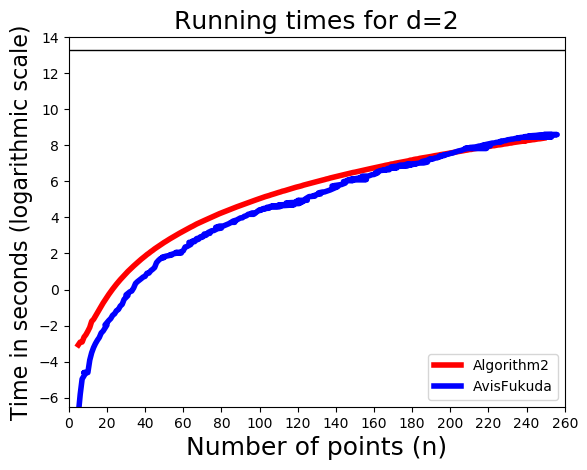 Running times for d=2
Time in seconds (logarithmic scale)
14
12
10
8
6
4
2
0
−2
−4
−6
0 20 40 60 80 100 120 140 160 180 200 220 240 260
Number of points (n)
Algorithm2
AvisFukuda